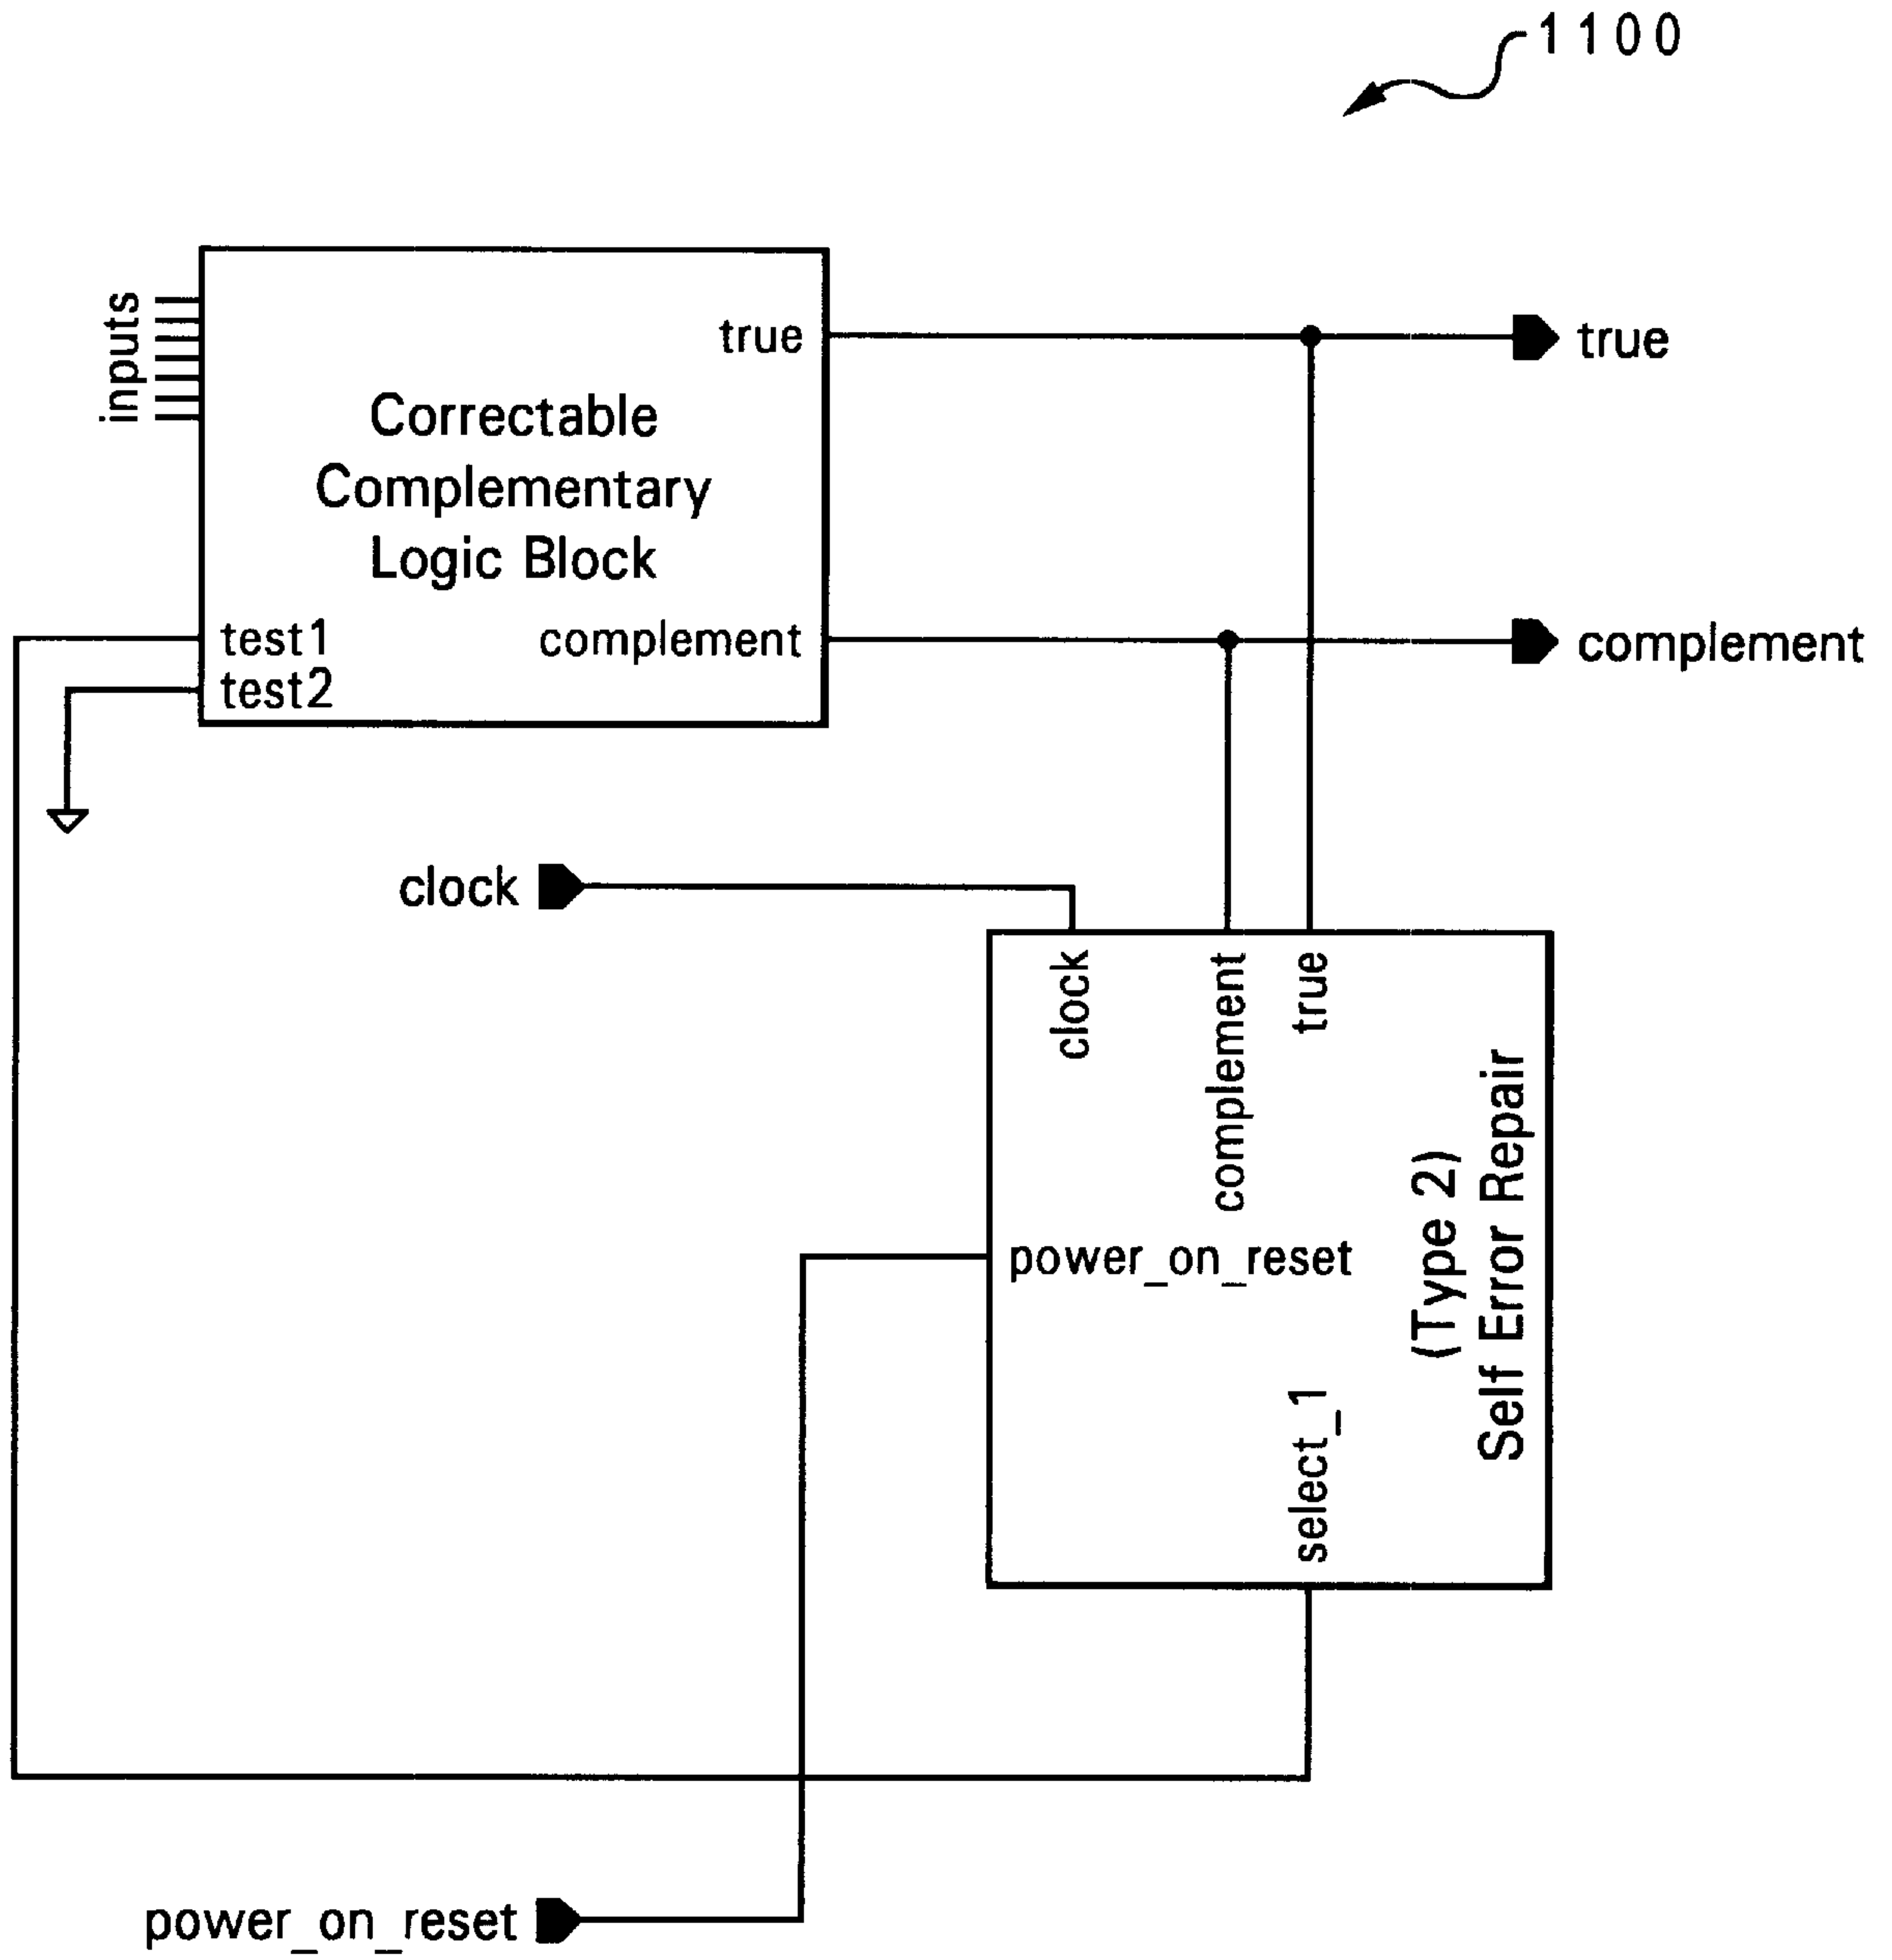 1100
inputs
true
Correctable
Complementary
Logic Block
test1
complement
test2
true
complement
clock
clock
complement
true
power_on_reset
(Type 2)
Self Error Repair
select_1
power_on_reset